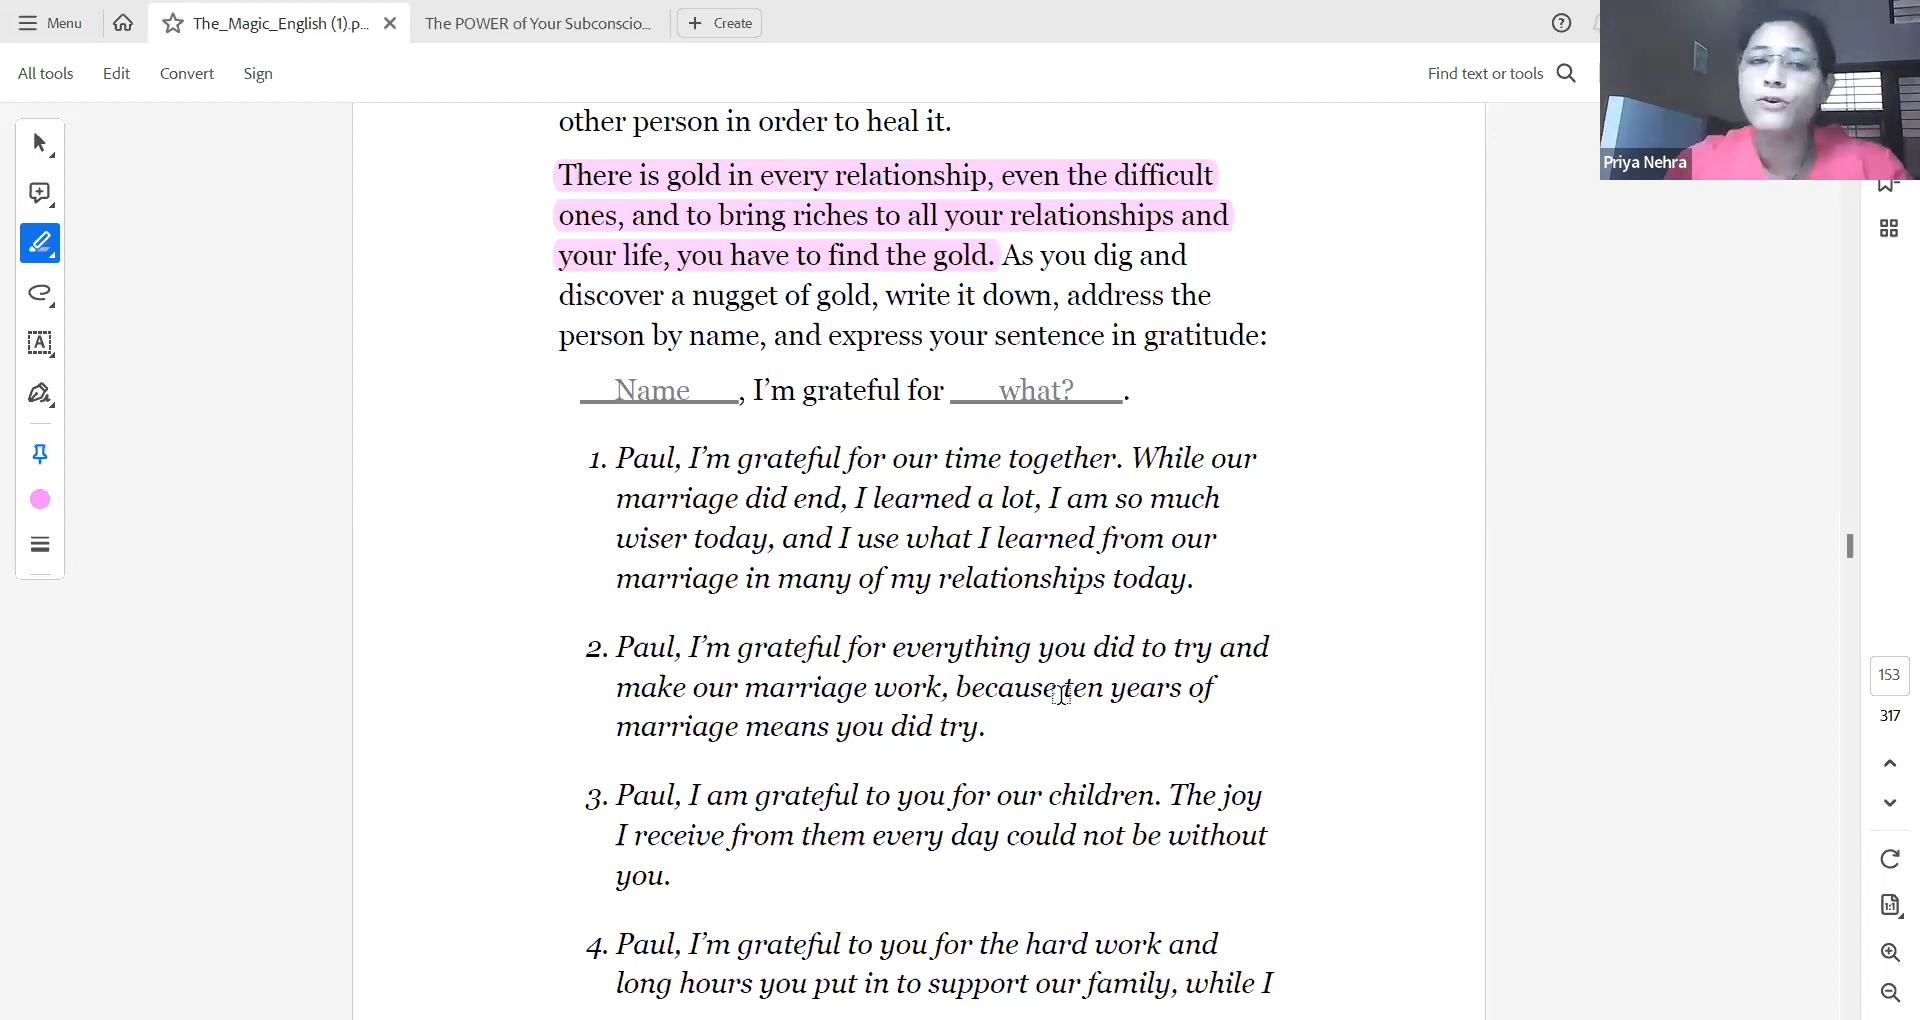 Menu
The_Magic_English (1).p...
The POWER of Your Subconscio...
Create
All tools
Edit
Convert
Sign
Find text or tools
Priya Nehra
other person in order to heal it.
There is gold in every relationship, even the difficult
ones, and to bring riches to all your relationships and
your life, you have to find the gold. As you dig and
discover a nugget of gold, write it down, address the
person by name, and express your sentence in gratitude:
Name, I’m grateful for what?.
1. Paul, I’m grateful for our time together. While our
marriage did end, I learned a lot, I am so much
wiser today, and I use what I learned from our
marriage in many of my relationships today.
2. Paul, I’m grateful for everything you did to try and
make our marriage work, because ten years of
marriage means you did try.
3. Paul, I am grateful to you for our children. The joy
I receive from them every day could not be without
you.
4. Paul, I’m grateful to you for the hard work and
long hours you put in to support our family, while I
153
317